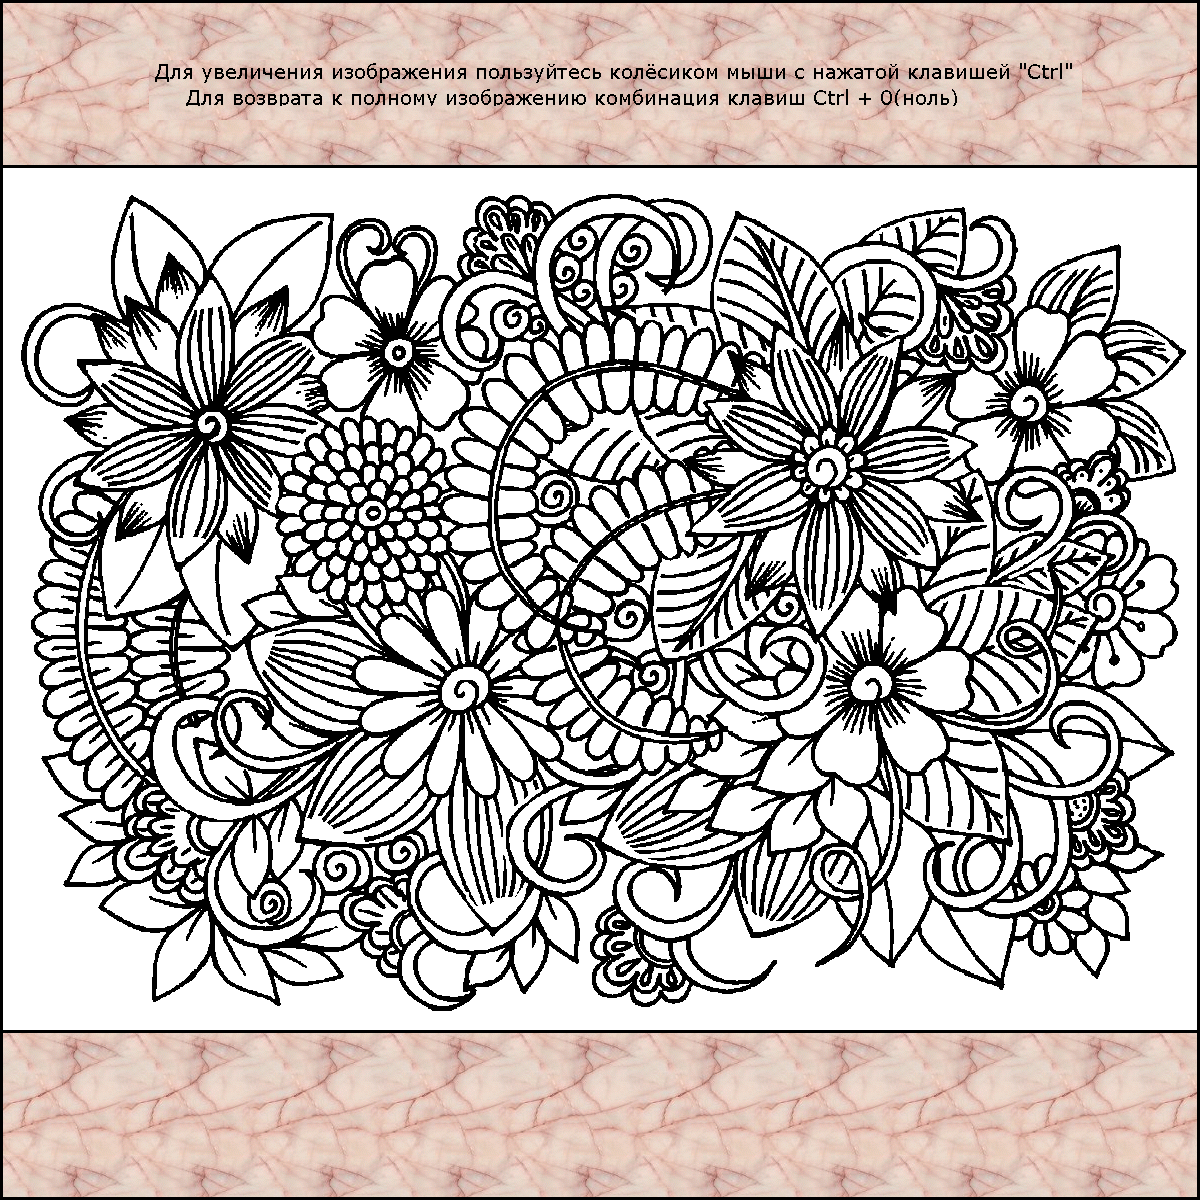 Для увеличения изображения пользуйтесь колёсиком мыши с нажатой клавишей "Ctrl"
Для возврата к полному изображению комбинация клавиш Ctrl + 0(ноль)